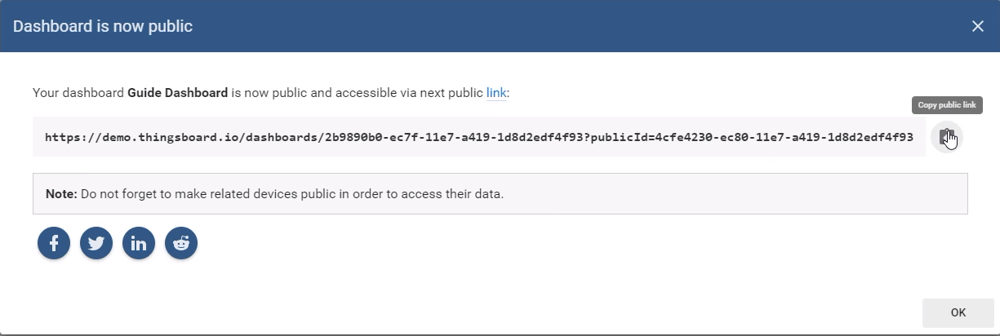 Dashboard is now public
Your dashboard Guide Dashboard is now public and accessible via next public link:
Copy public link
https://demo.thingsboard.io/dashboards/2b9890b0-ec7f-11e7-a419-1d8d2edf4f93?publicId=4cfe4230-ec80-11e7-a419-1d8d2edf4f93
Note: Do not forget to make related devices public in order to access their data.
OK